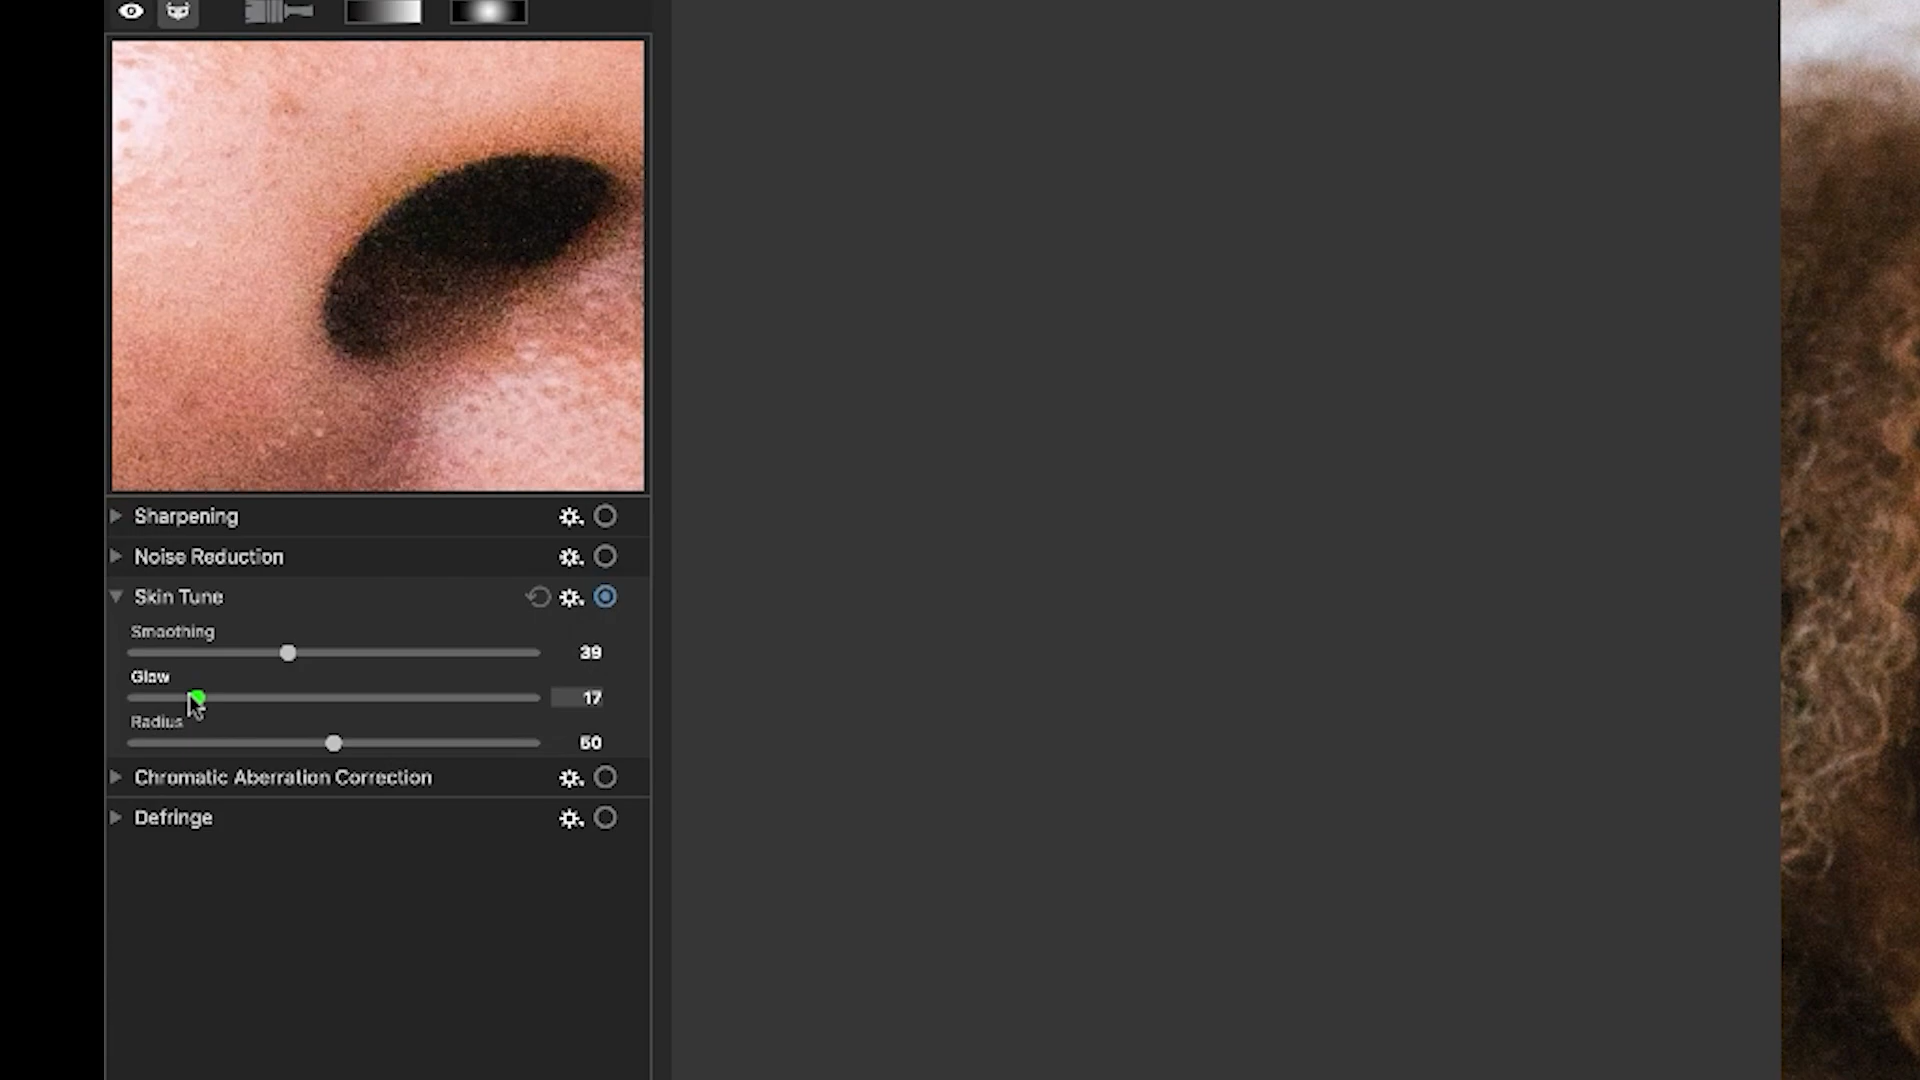 Sharpening
Noise Reduction
Skin Tune
Smoothing
39
Glow
17
Radius
50
Chromatic Aberration Correction
Defringe